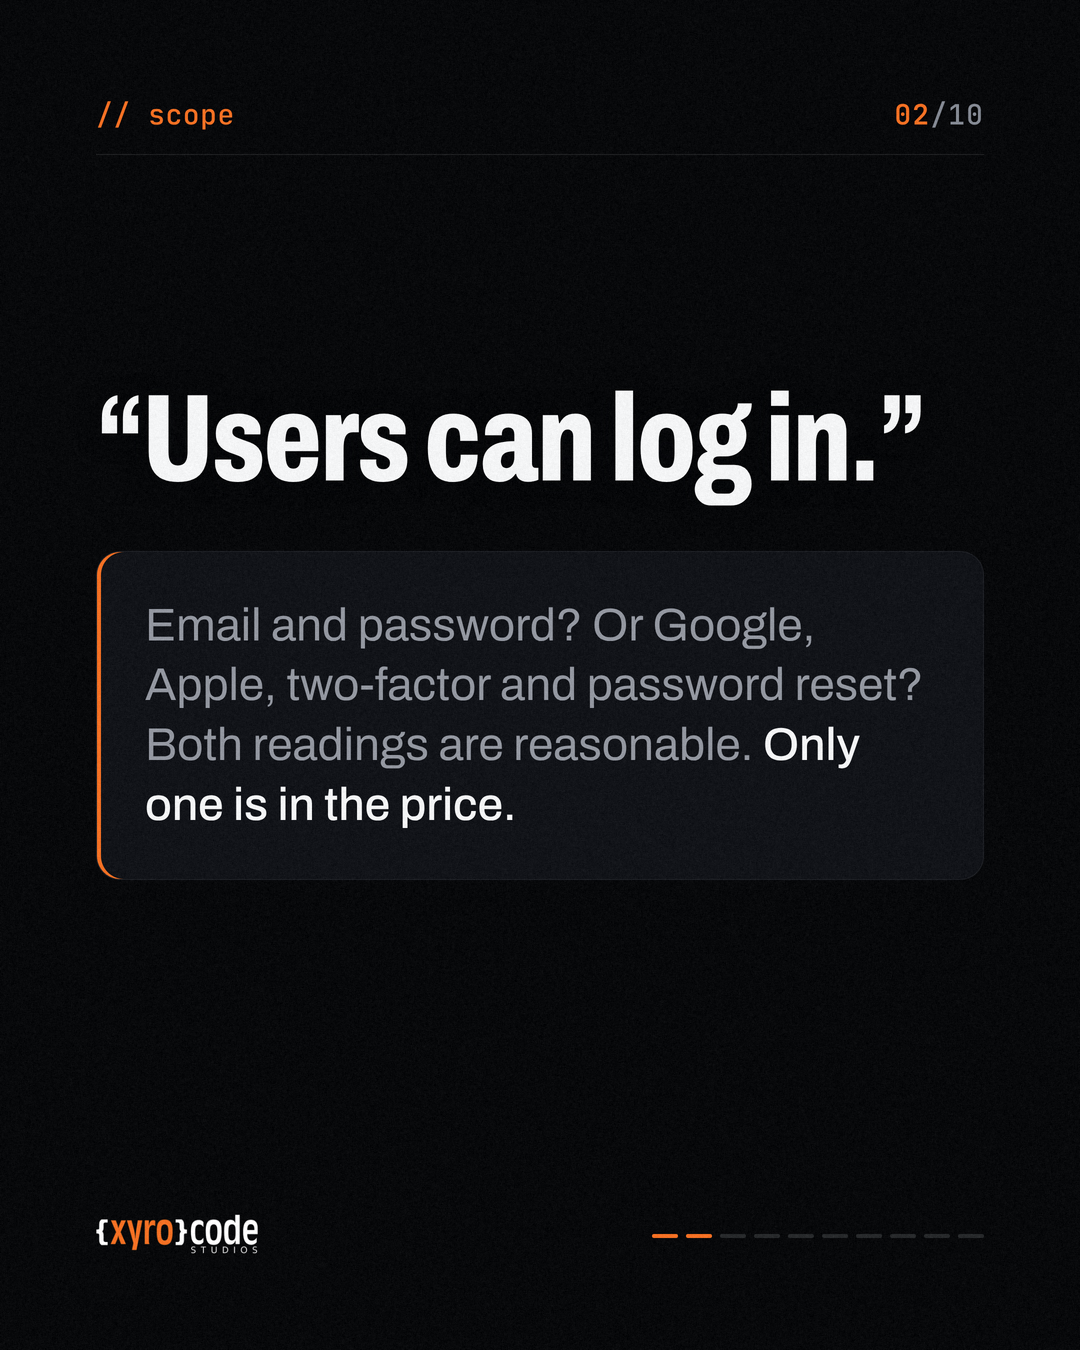 // scope
02/10
“Users can log in.”
Email and password? Or Google,
Apple, two-factor and password reset?
Both readings are reasonable. Only
one is in the price.
{xyro}code
STUDIOS